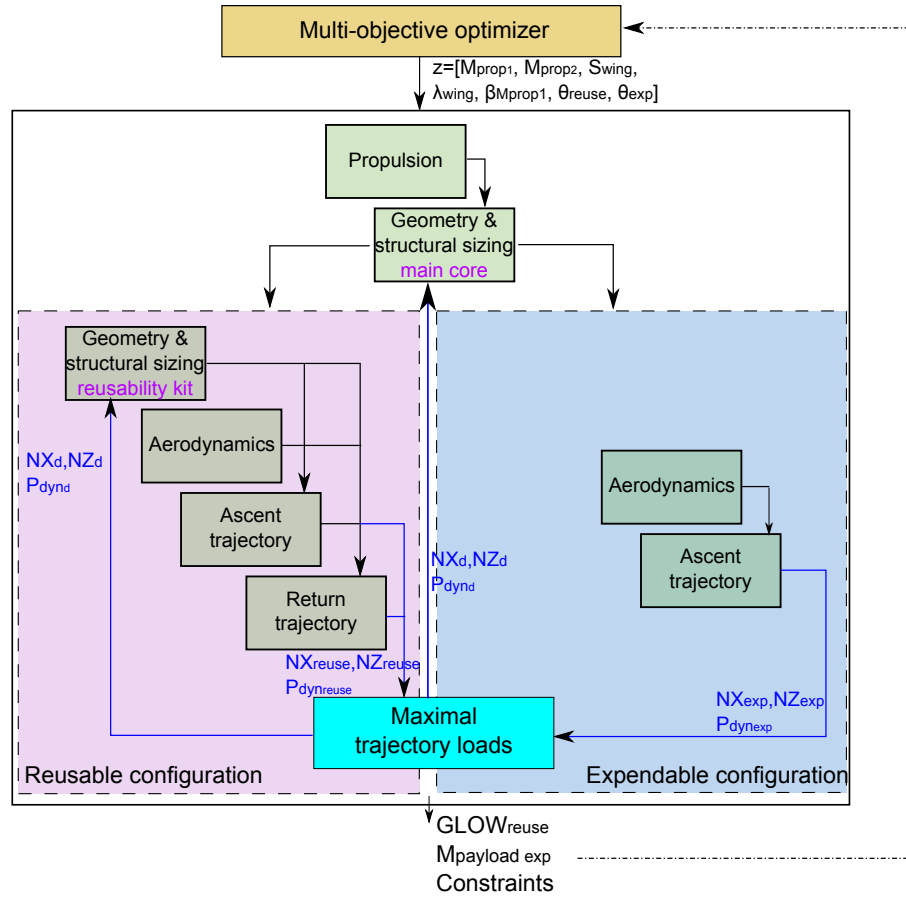 Multi-objective optimizer
z=[Mprop1, Mprop2, Swing,
λwing, βMprop1, θreuse, θexp]
Propulsion
Geometry &
structural sizing
main core
Geometry &
structural sizing
reusability kit
Aerodynamics
NXd,NZd
Pdynd
Ascent
trajectory
Return
trajectory
NXd,NZd
Pdynd
Aerodynamics
Ascent
trajectory
NXreuse,NZreuse
Pdynreuse
NXexp,NZexp
Pdynexp
Maximal
trajectory loads
Reusable configuration
Expendable configuration
GLOWreuse
Mpayload exp
Constraints